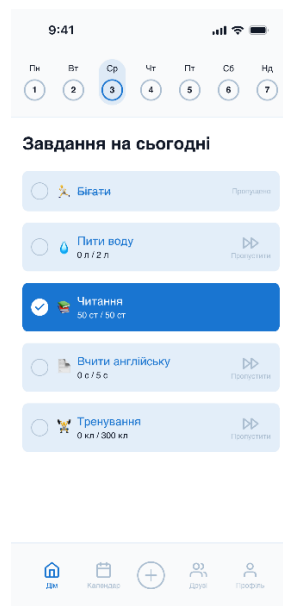 9:41
Пн Вт Ср Чт Пт Сб Нд
1 2 3 4 5 6 7
Завдання на сьогодні
Бігати
Пропущено
Пити воду
0 л / 2 л
Пропустити
Читання
50 ст / 50 ст
Вчити англійську
0 с / 5 с
Пропустити
Тренування
0 кл / 300 кл
Пропустити
Дім Календар Друзі Профіль